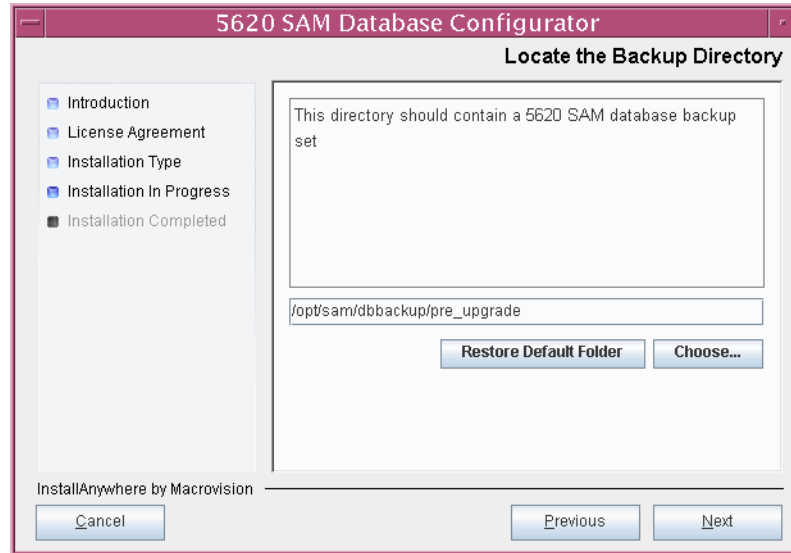 5620 SAM Database Configurator
Locate the Backup Directory
Introduction
License Agreement
Installation Type
Installation In Progress
Installation Completed
This directory should contain a 5620 SAM database backup
set
/opt/sam/dbbackup/pre_upgrade
Restore Default Folder
Choose...
InstallAnywhere by Macrovision
Cancel
Previous
Next